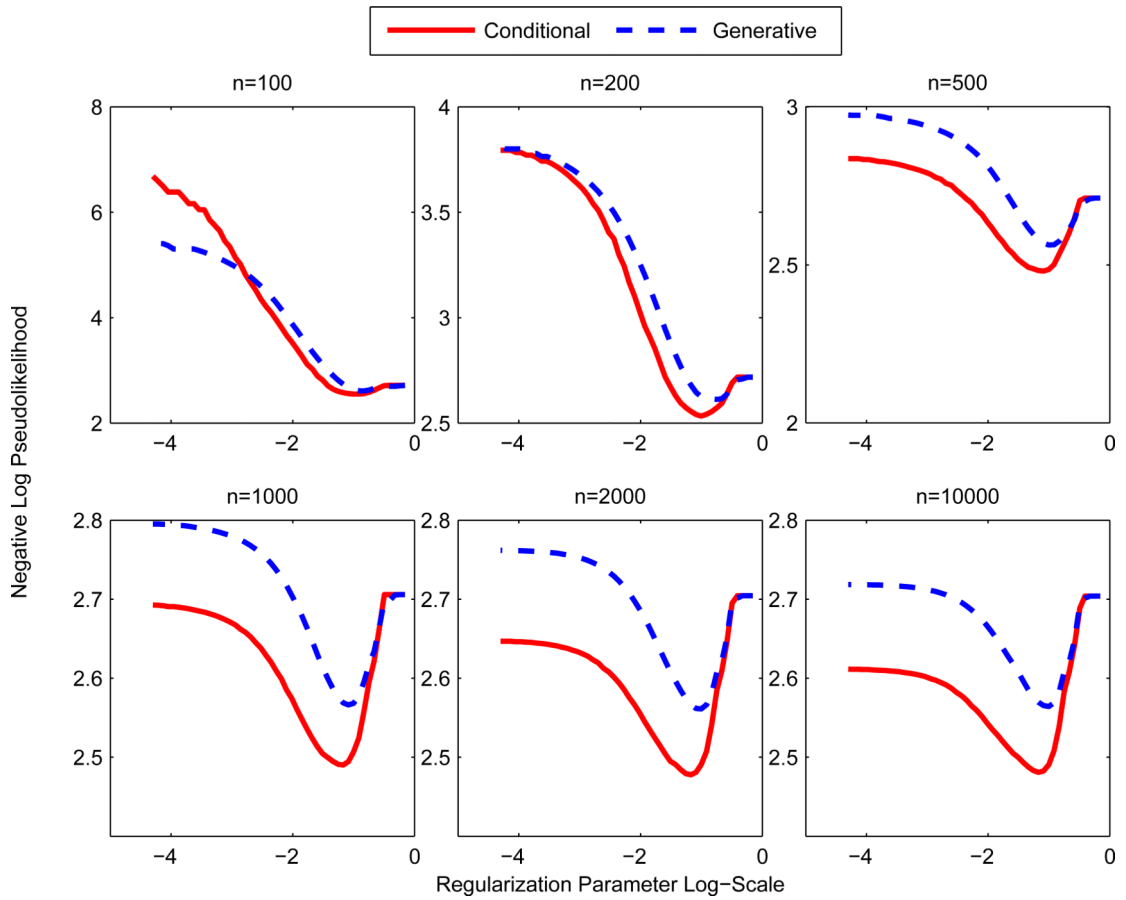 Conditional Generative
n=100 n=200 n=500
8 4 3
6 3.5
4 3 2.5
2 2.5 2
−4 −2 0 −4 −2 0 −4 −2 0
Negative Log Pseudolikelihood
n=1000 n=2000 n=10000
2.8 2.8 2.8
2.7 2.7 2.7
2.6 2.6 2.6
2.5 2.5 2.5
−4 −2 0 −4 −2 0 −4 −2 0
Regularization Parameter Log−Scale